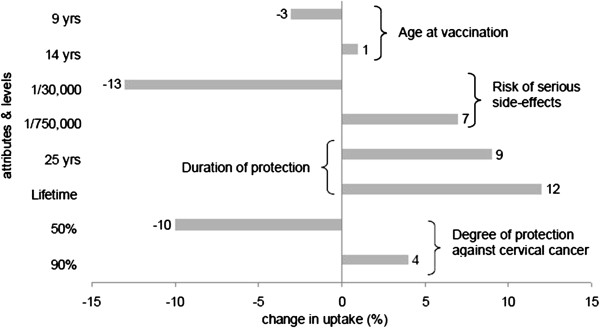 9 yrs
-3
Age at vaccination
14 yrs
1
1/30,000
-13
Risk of serious
side-effects
1/750,000
7
25 yrs
9
Duration of protection
Lifetime
12
50%
-10
Degree of protection
against cervical cancer
90%
4
attributes & levels
-15 -10 -5 0 5 10 15
change in uptake (%)